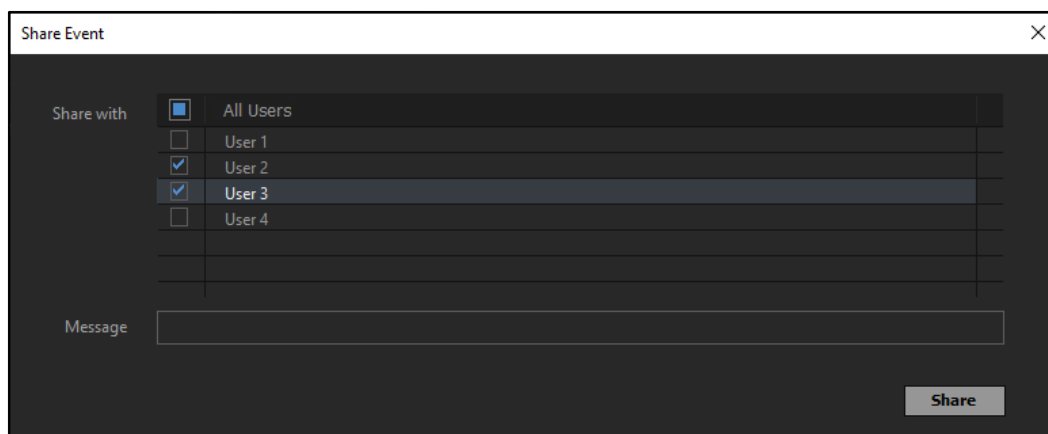 Share Event
Share with
All Users
User 1
User 2
User 3
User 4
Message
Share